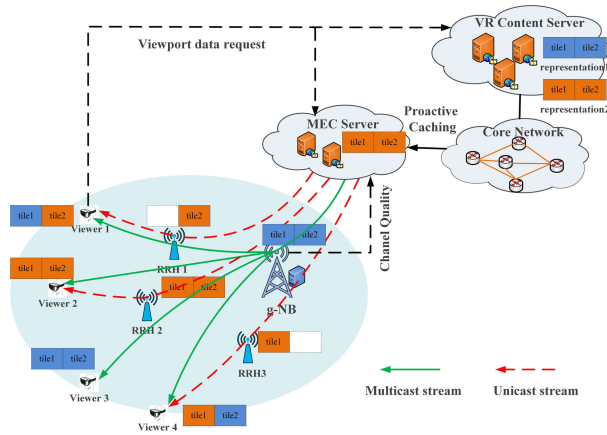 VR Content Server
Viewport data request
tile1 tile2
representation1
tile1 tile2
representation2
Proactive
Caching
MEC Server
tile1 tile2
Core Network
tile1 tile2
Viewer 1
tile2
RRH 1
tile1 tile2
Chanel Quality
tile1 tile2
Viewer 2
tile1 tile2
RRH 2
g-NB
tile1
RRH3
tile1 tile2
Viewer 3
tile1 tile2
Viewer 4
Multicast stream
Unicast stream